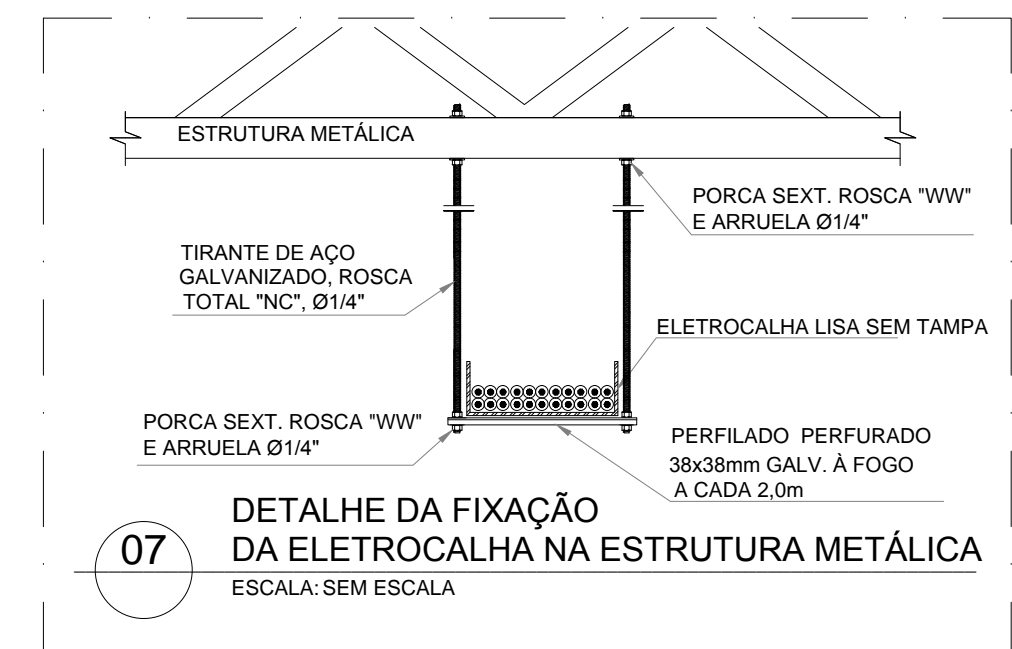 ESTRUTURA METÁLICA
PORCA SEXT. ROSCA "WW"
E ARRUELA Ø1/4"
TIRANTE DE AÇO
GALVANIZADO, ROSCA
TOTAL "NC", Ø1/4"
ELETROCALHA LISA SEM TAMPA
PORCA SEXT. ROSCA "WW"
E ARRUELA Ø1/4"
PERFILADO PERFURADO
38x38mm GALV. À FOGO
A CADA 2,0m
07
DETALHE DA FIXAÇÃO
DA ELETROCALHA NA ESTRUTURA METÁLICA
ESCALA: SEM ESCALA